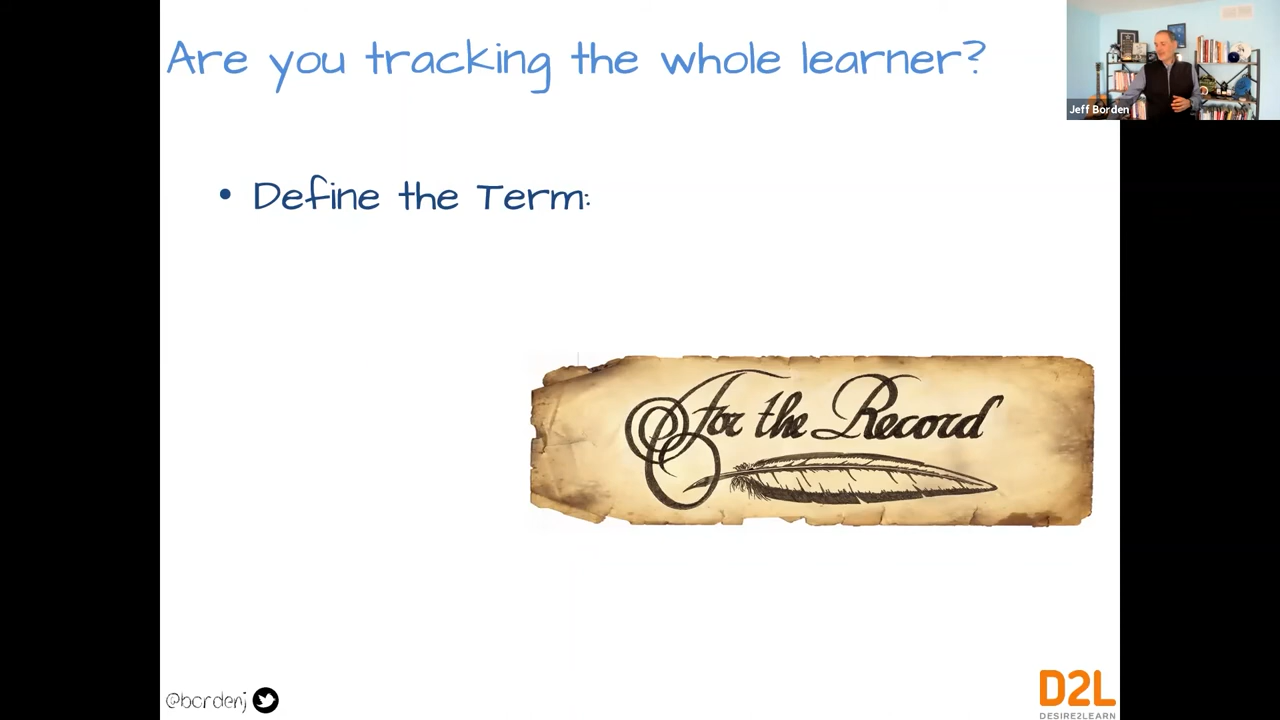 Are you tracking the whole learner?
Jeff Borden
• Define the Term:
For the Record
@bordenj
D2L
DESIRE2LEARN